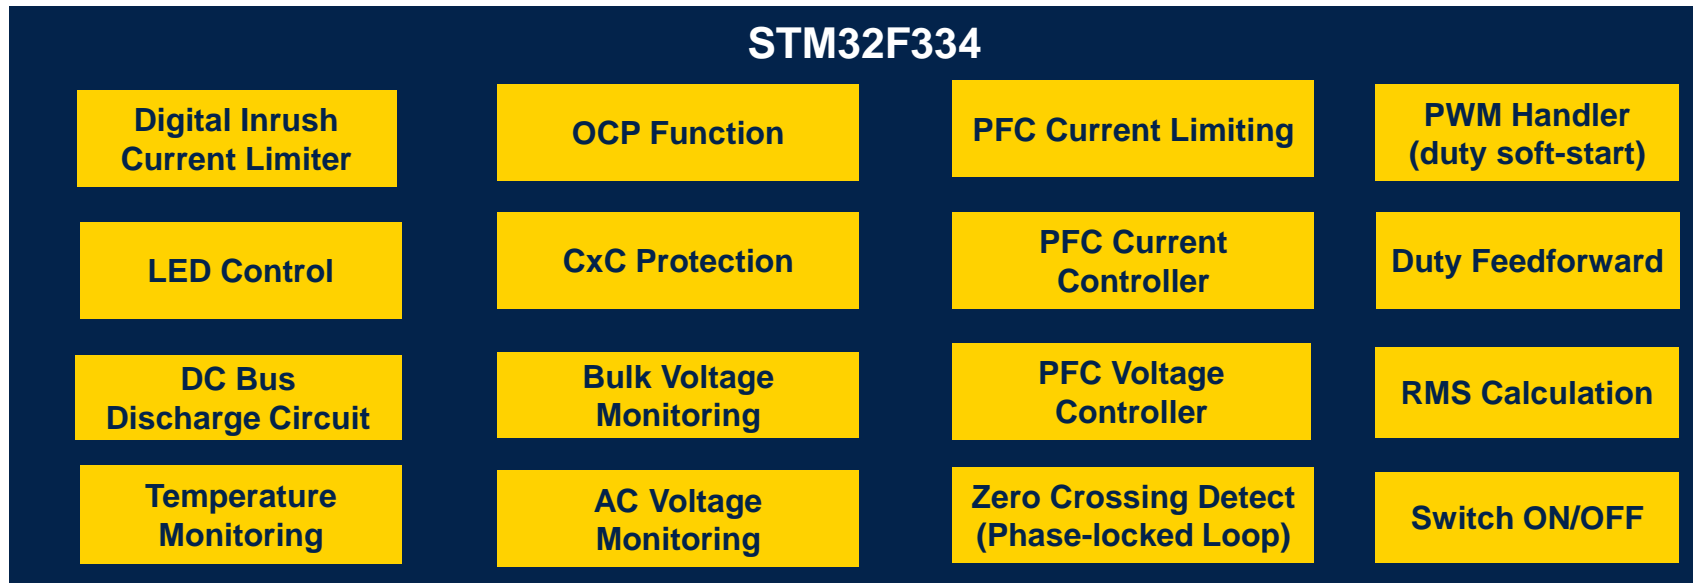 STM32F334
Digital Inrush
Current Limiter
OCP Function
PFC Current Limiting
PWM Handler
(duty soft-start)
LED Control
CxC Protection
PFC Current
Controller
Duty Feedforward
DC Bus
Discharge Circuit
Bulk Voltage
Monitoring
PFC Voltage
Controller
RMS Calculation
Temperature
Monitoring
AC Voltage
Monitoring
Zero Crossing Detect
(Phase-locked Loop)
Switch ON/OFF